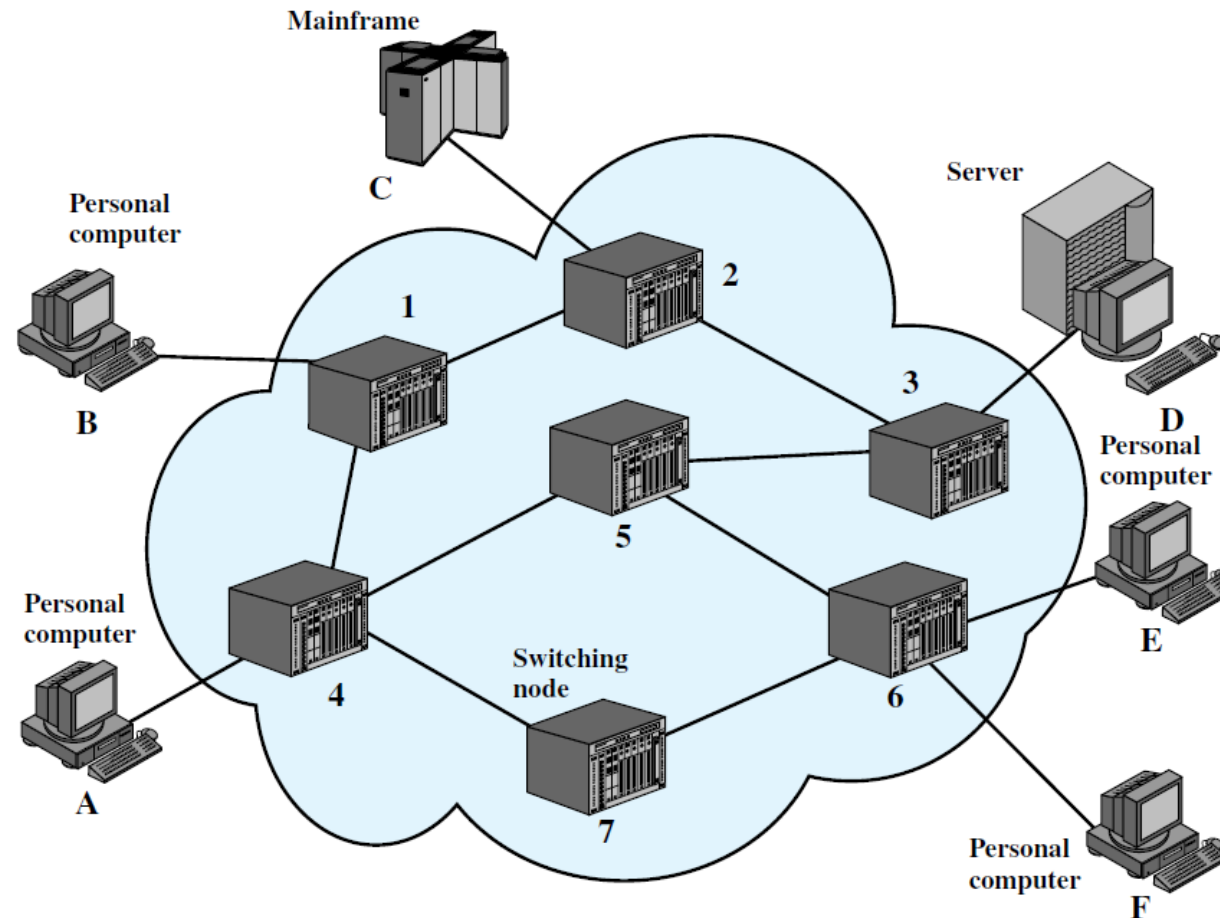 Mainframe
C
Server
Personal
computer
B
1
2
3
D
Personal
computer
5
E
Personal
computer
A
4
Switching
node
6
7
Personal
computer
F